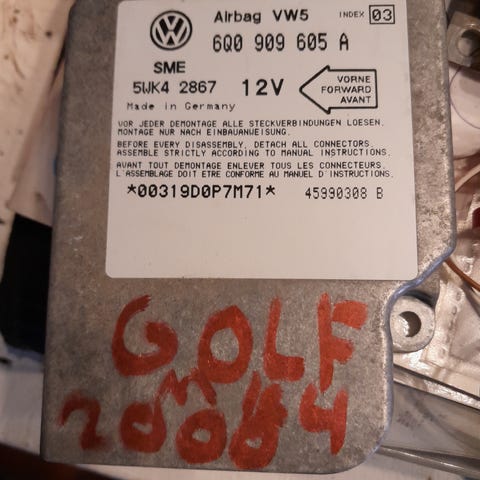 Airbag VW5 INDEX 03
6Q0 909 605 A
SME
5WK4 2867 12V
VORNE
FORWARD
AVANT
Made in Germany
VOR JEDER DEMONTAGE ALLE STECKVERBINDUNGEN LOESEN.
MONTAGE NUR NACH EINBAUANWEISUNG.
BEFORE EVERY DISASSEMBLY, DETACH ALL CONNECTORS.
ASSEMBLE STRICTLY ACCORDING TO MANUAL INSTRUCTIONS.
AVANT TOUT DEMONTAGE ENLEVER TOUS LES CONNECTEURS.
L'ASSEMBLAGE DOIT ETRE CONFORME AU MANUEL D'INSTRUCTIONS.
*00319D0P7M71* 45990308 B
GOLF